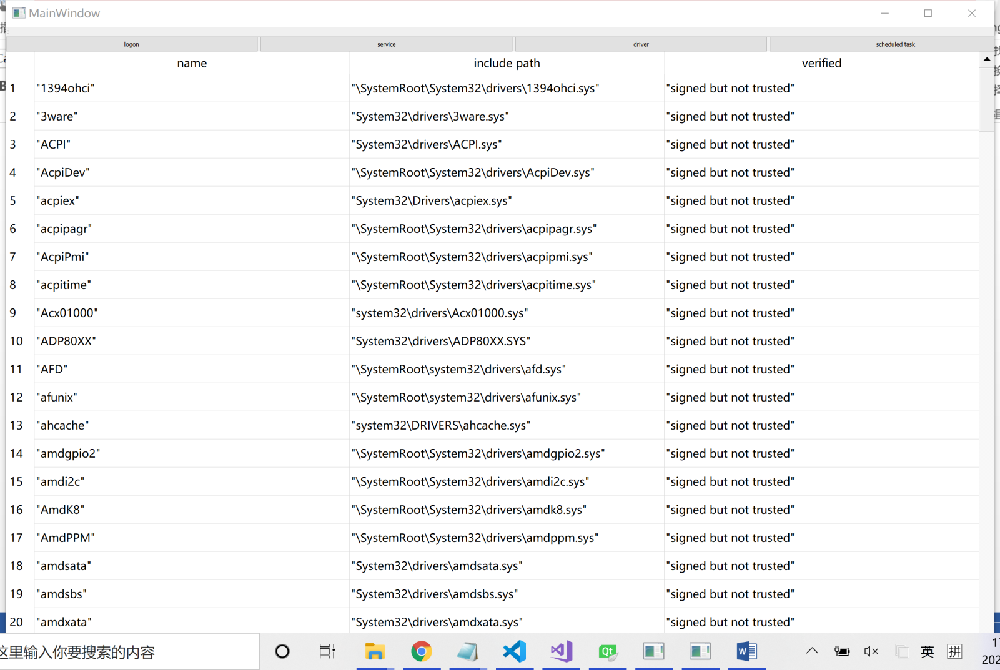 MainWindow
logon service driver scheduled task
name include path verified
1 "1394ohci" "\SystemRoot\System32\drivers\1394ohci.sys" "signed but not trusted"
2 "3ware" "System32\drivers\3ware.sys" "signed but not trusted"
3 "ACPI" "System32\drivers\ACPI.sys" "signed but not trusted"
4 "AcpiDev" "\SystemRoot\System32\drivers\AcpiDev.sys" "signed but not trusted"
5 "acpiex" "System32\Drivers\acpiex.sys" "signed but not trusted"
6 "acpipagr" "\SystemRoot\System32\drivers\acpipagr.sys" "signed but not trusted"
7 "AcpiPmi" "\SystemRoot\System32\drivers\acpipmi.sys" "signed but not trusted"
8 "acpitime" "\SystemRoot\System32\drivers\acpitime.sys" "signed but not trusted"
9 "Acx01000" "system32\drivers\Acx01000.sys" "signed but not trusted"
10 "ADP80XX" "System32\drivers\ADP80XX.SYS" "signed but not trusted"
11 "AFD" "\SystemRoot\system32\drivers\afd.sys" "signed but not trusted"
12 "afunix" "\SystemRoot\system32\drivers\afunix.sys" "signed but not trusted"
13 "ahcache" "system32\DRIVERS\ahcache.sys" "signed but not trusted"
14 "amdgpio2" "\SystemRoot\System32\drivers\amdgpio2.sys" "signed but not trusted"
15 "amdi2c" "\SystemRoot\System32\drivers\amdi2c.sys" "signed but not trusted"
16 "AmdK8" "\SystemRoot\System32\drivers\amdk8.sys" "signed but not trusted"
17 "AmdPPM" "\SystemRoot\System32\drivers\amdppm.sys" "signed but not trusted"
18 "amdsata" "System32\drivers\amdsata.sys" "signed but not trusted"
19 "amdsbs" "System32\drivers\amdsbs.sys" "signed but not trusted"
20 "amdxata" "System32\drivers\amdxata.sys" "signed but not trusted"
这里输入你要搜索的内容 Qt W 英 拼